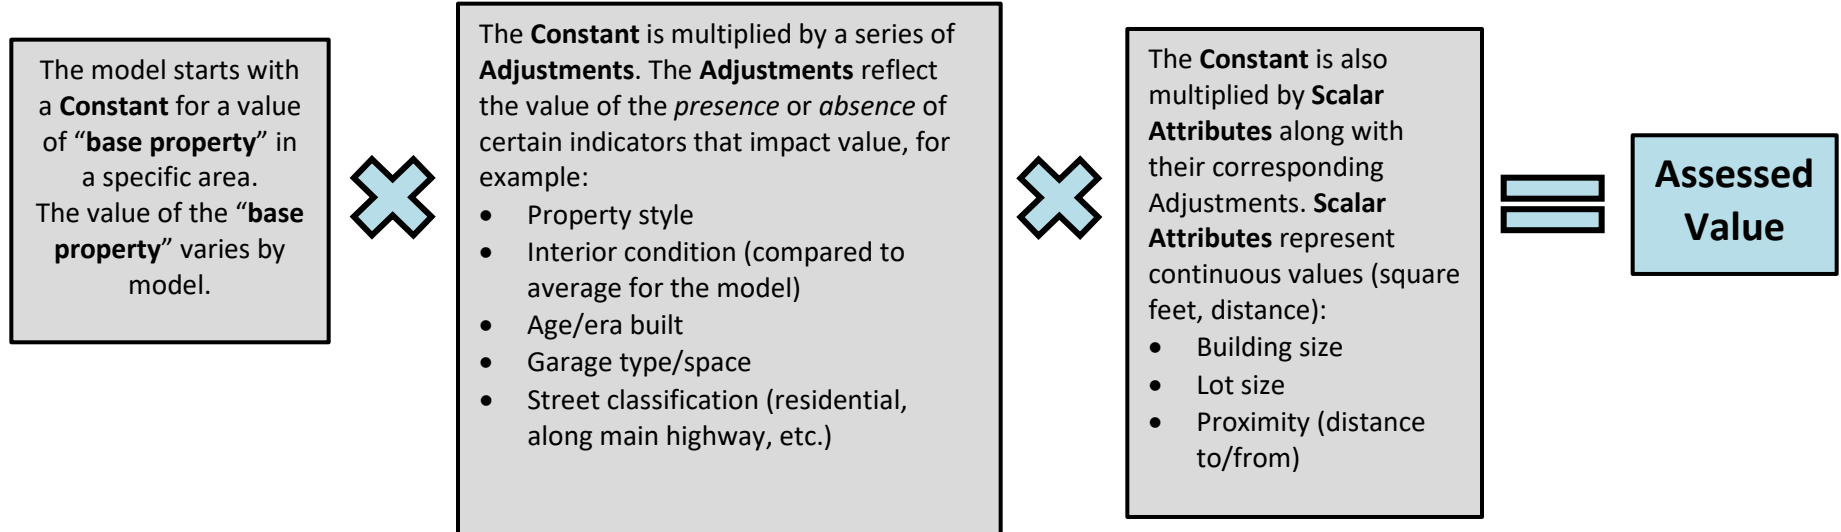 The model starts with
a Constant for a value
of “base property” in
a specific area.
The value of the “base
property” varies by
model.
The Constant is multiplied by a series of
Adjustments. The Adjustments reflect
the value of the presence or absence of
certain indicators that impact value, for
example:
• Property style
• Interior condition (compared to
average for the model)
• Age/era built
• Garage type/space
• Street classification (residential,
along main highway, etc.)
The Constant is also
multiplied by Scalar
Attributes along with
their corresponding
Adjustments. Scalar
Attributes represent
continuous values (square
feet, distance):
• Building size
• Lot size
• Proximity (distance
to/from)
Assessed
Value